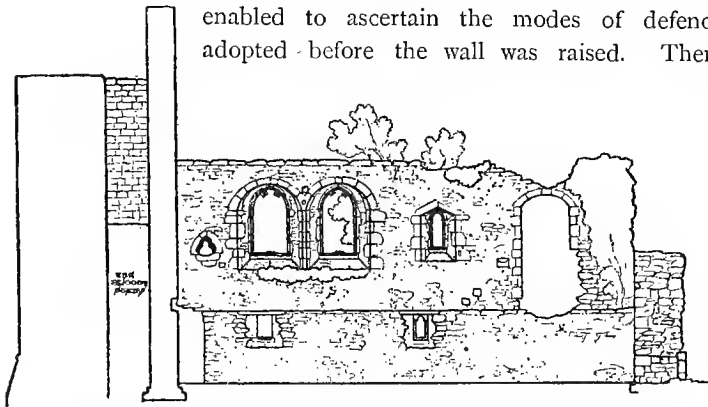 enabled to ascertain the modes of defenc
adopted before the wall was raised. Ther